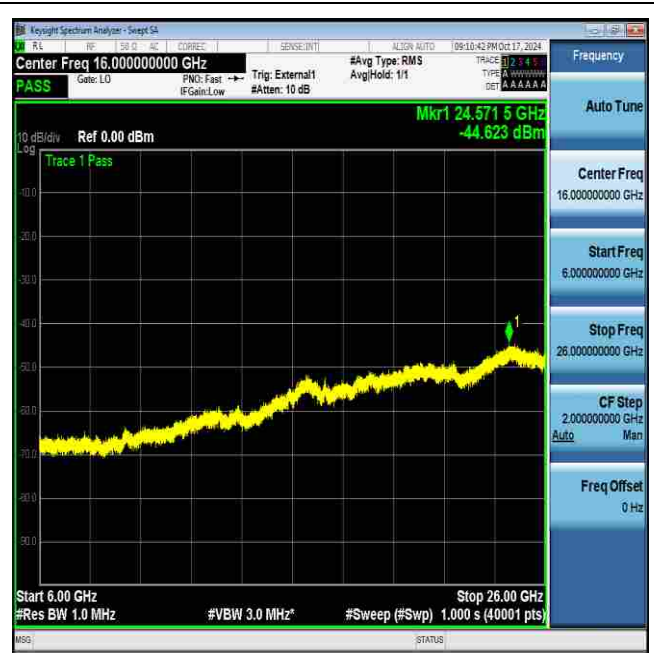 Keysight Spectrum Analyzer - Swept SA
RL RF 50 Ω AC CORREC SENSE:INT ALIGN AUTO 09:10:42 PM Oct 17, 2024
Center Freq 16.000000000 GHz
PASS
Gate: LO
PNO: Fast
IFGain:Low
Trig: External1
#Atten: 10 dB
#Avg Type: RMS
Avg|Hold: 1/1
TRACE 1 2 3 4 5 6
TYPE A WWWWW
DET A A A A A A
Mkr1 24.571 5 GHz
-44.623 dBm
10 dB/div Ref 0.00 dBm
Log
Trace 1 Pass
-10.0
-20.0
-30.0
-40.0
1
-50.0
-60.0
-70.0
-80.0
-90.0
Start 6.00 GHz
Stop 26.00 GHz
#Res BW 1.0 MHz
#VBW 3.0 MHz*
#Sweep (#Swp) 1.000 s (40001 pts)
MSG
STATUS
Frequency
Auto Tune
Center Freq
16.000000000 GHz
Start Freq
6.000000000 GHz
Stop Freq
26.000000000 GHz
CF Step
2.000000000 GHz
Auto Man
Freq Offset
0 Hz